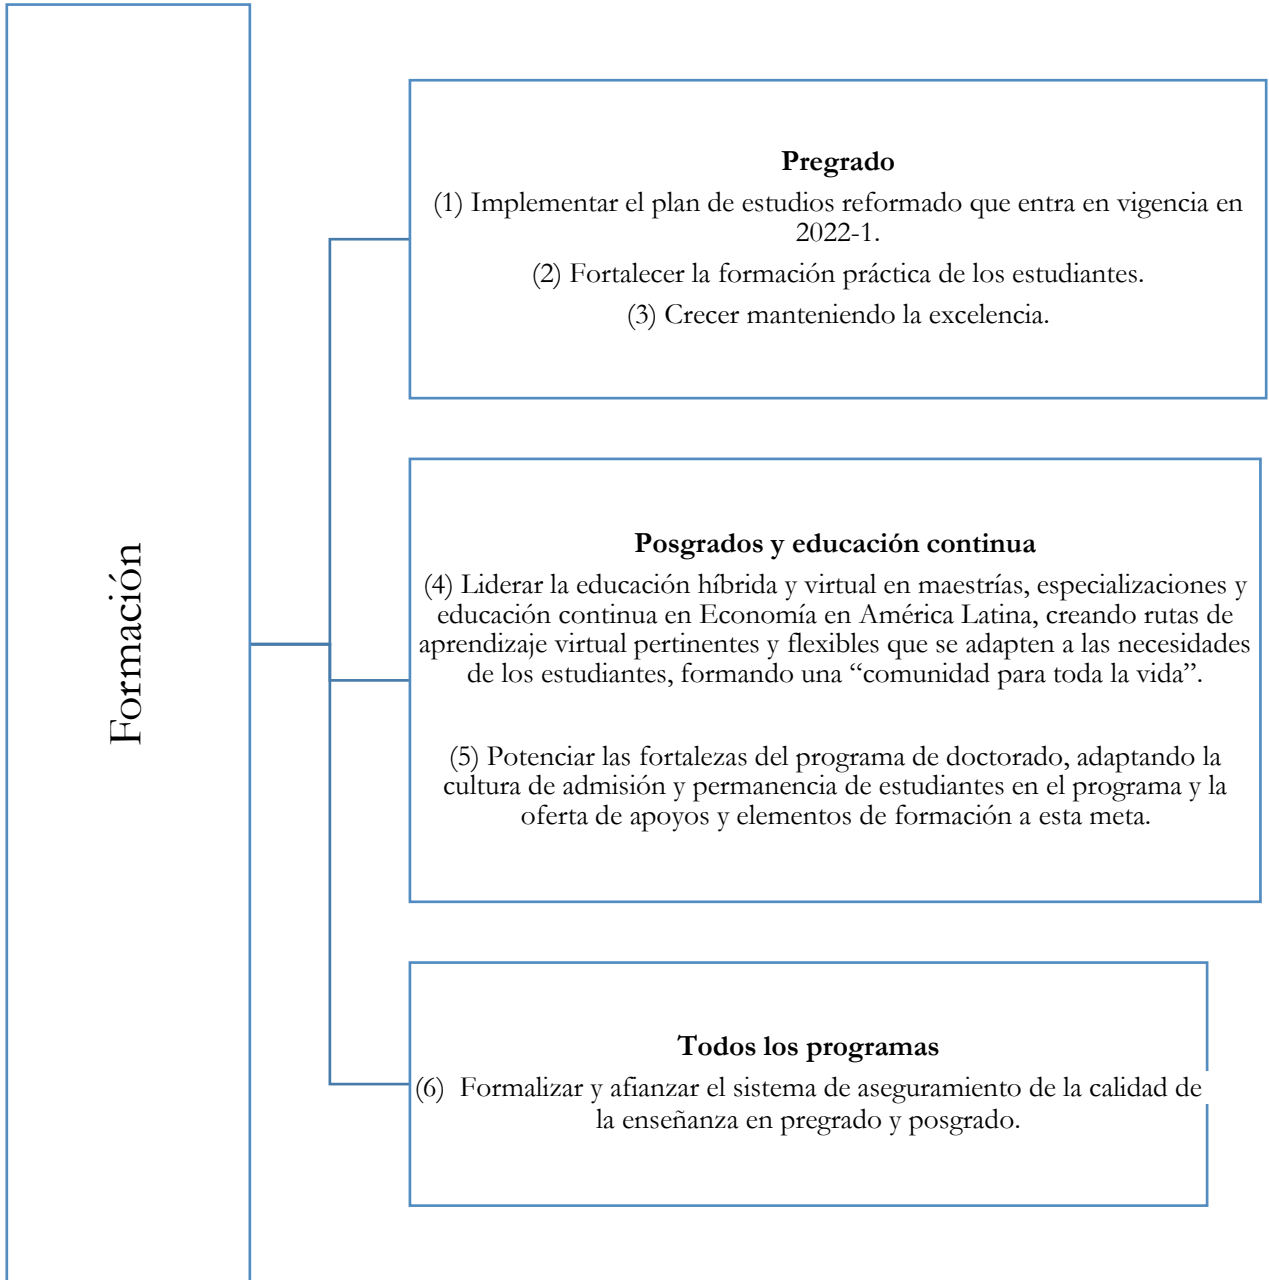 Formación
Pregrado
(1) Implementar el plan de estudios reformado que entra en vigencia en
2022-1.
(2) Fortalecer la formación práctica de los estudiantes.
(3) Crecer manteniendo la excelencia.
Posgrados y educación continua
(4) Liderar la educación híbrida y virtual en maestrías, especializaciones y
educación continua en Economía en América Latina, creando rutas de
aprendizaje virtual pertinentes y flexibles que se adapten a las necesidades
de los estudiantes, formando una “comunidad para toda la vida”.
(5) Potenciar las fortalezas del programa de doctorado, adaptando la
cultura de admisión y permanencia de estudiantes en el programa y la
oferta de apoyos y elementos de formación a esta meta.
Todos los programas
(6) Formalizar y afianzar el sistema de aseguramiento de la calidad de
la enseñanza en pregrado y posgrado.